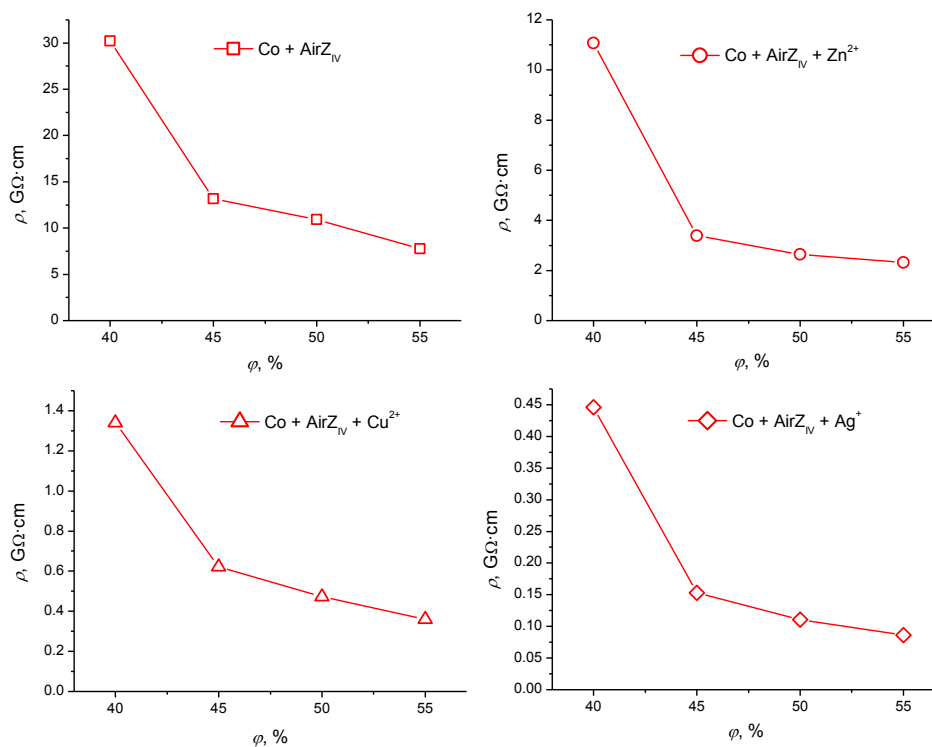 Co + AirZIV
ρ, GΩ·cm
30
25
20
15
10
5
0
40 45 50 55
φ, %
Co + AirZIV + Zn2+
ρ, GΩ·cm
12
10
8
6
4
2
0
40 45 50 55
φ, %
Co + AirZIV + Cu2+
ρ, GΩ·cm
1.4
1.2
1.0
0.8
0.6
0.4
0.2
0.0
40 45 50 55
φ, %
Co + AirZIV + Ag+
ρ, GΩ·cm
0.45
0.40
0.35
0.30
0.25
0.20
0.15
0.10
0.05
0.00
40 45 50 55
φ, %